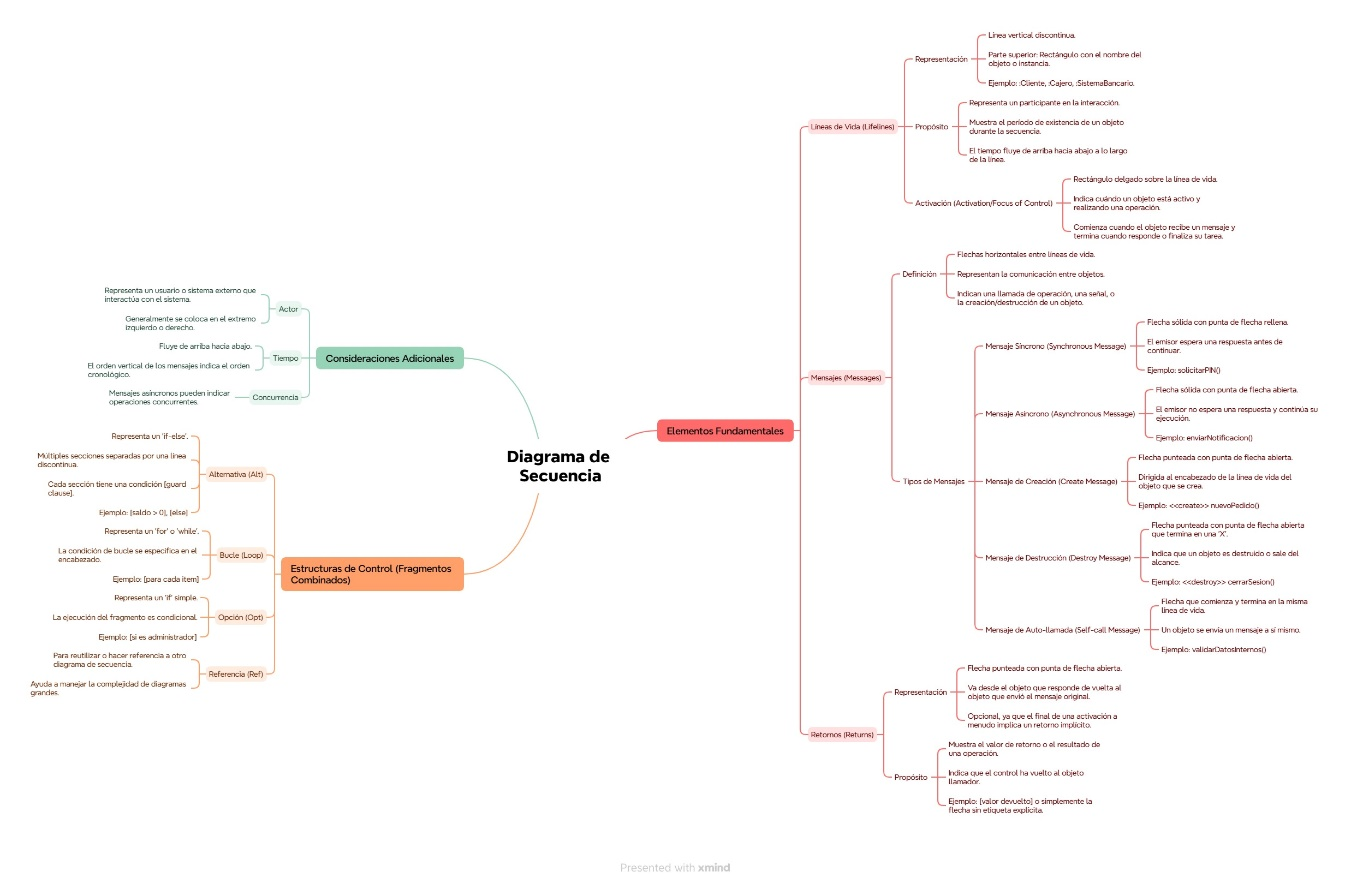 Diagrama de
Secuencia
Elementos Fundamentales
Líneas de Vida (Lifelines)
Representación
Línea vertical discontinua.
Parte superior: Rectángulo con el nombre del
objeto o instancia.
Ejemplo: :Cliente, :Cajero, :SistemaBancario.
Propósito
Representa un participante en la interacción.
Muestra el período de existencia de un objeto
durante la secuencia.
El tiempo fluye de arriba hacia abajo a lo largo
de la línea.
Activación (Activation/Focus of Control)
Rectángulo delgado sobre la línea de vida.
Indica cuándo un objeto está activo y
realizando una operación.
Comienza cuando el objeto recibe un mensaje y
termina cuando responde o finaliza su tarea.
Mensajes (Messages)
Definición
Flechas horizontales entre líneas de vida.
Representan la comunicación entre objetos.
Indican una llamada de operación, una señal, o
la creación/destrucción de un objeto.
Tipos de Mensajes
Mensaje Síncrono (Synchronous Message)
Flecha sólida con punta de flecha rellena.
El emisor espera una respuesta antes de
continuar.
Ejemplo: solicitarPIN()
Mensaje Asíncrono (Asynchronous Message)
Flecha sólida con punta de flecha abierta.
El emisor no espera una respuesta y continúa su
ejecución.
Ejemplo: enviarNotificacion()
Mensaje de Creación (Create Message)
Flecha punteada con punta de flecha abierta.
Dirigida al encabezado de la línea de vida del
objeto que se crea.
Ejemplo: <<create>> nuevoPedido()
Mensaje de Destrucción (Destroy Message)
Flecha punteada con punta de flecha abierta
que termina en una 'X'.
Indica que un objeto es destruido o sale del
alcance.
Ejemplo: <<destroy>> cerrarSesion()
Mensaje de Auto-llamada (Self-call Message)
Flecha que comienza y termina en la misma
línea de vida.
Un objeto se envía un mensaje a sí mismo.
Ejemplo: validarDatosInternos()
Retornos (Returns)
Representación
Flecha punteada con punta de flecha abierta.
Va desde el objeto que responde de vuelta al
objeto que envió el mensaje original.
Opcional, ya que el final de una activación a
menudo implica un retorno implícito.
Propósito
Muestra el valor de retorno o el resultado de
una operación.
Indica que el control ha vuelto al objeto
llamador.
Ejemplo: [valor devuelto] o simplemente la
flecha sin etiqueta explícita.
Consideraciones Adicionales
Actor
Representa un usuario o sistema externo que
interactúa con el sistema.
Generalmente se coloca en el extremo
izquierdo o derecho.
Tiempo
Fluye de arriba hacia abajo.
El orden vertical de los mensajes indica el orden
cronológico.
Concurrencia
Mensajes asíncronos pueden indicar
operaciones concurrentes.
Estructuras de Control (Fragmentos
Combinados)
Alternativa (Alt)
Representa un 'if-else'.
Múltiples secciones separadas por una línea
discontinua.
Cada sección tiene una condición [guard
clause].
Ejemplo: [saldo > 0], [else]
Bucle (Loop)
Representa un 'for' o 'while'.
La condición de bucle se especifica en el
encabezado.
Ejemplo: [para cada item]
Opción (Opt)
Representa un 'if' simple.
La ejecución del fragmento es condicional.
Ejemplo: [si es administrador]
Referencia (Ref)
Para reutilizar o hacer referencia a otro
diagrama de secuencia.
Ayuda a manejar la complejidad de diagramas
grandes.
Presented with xmind